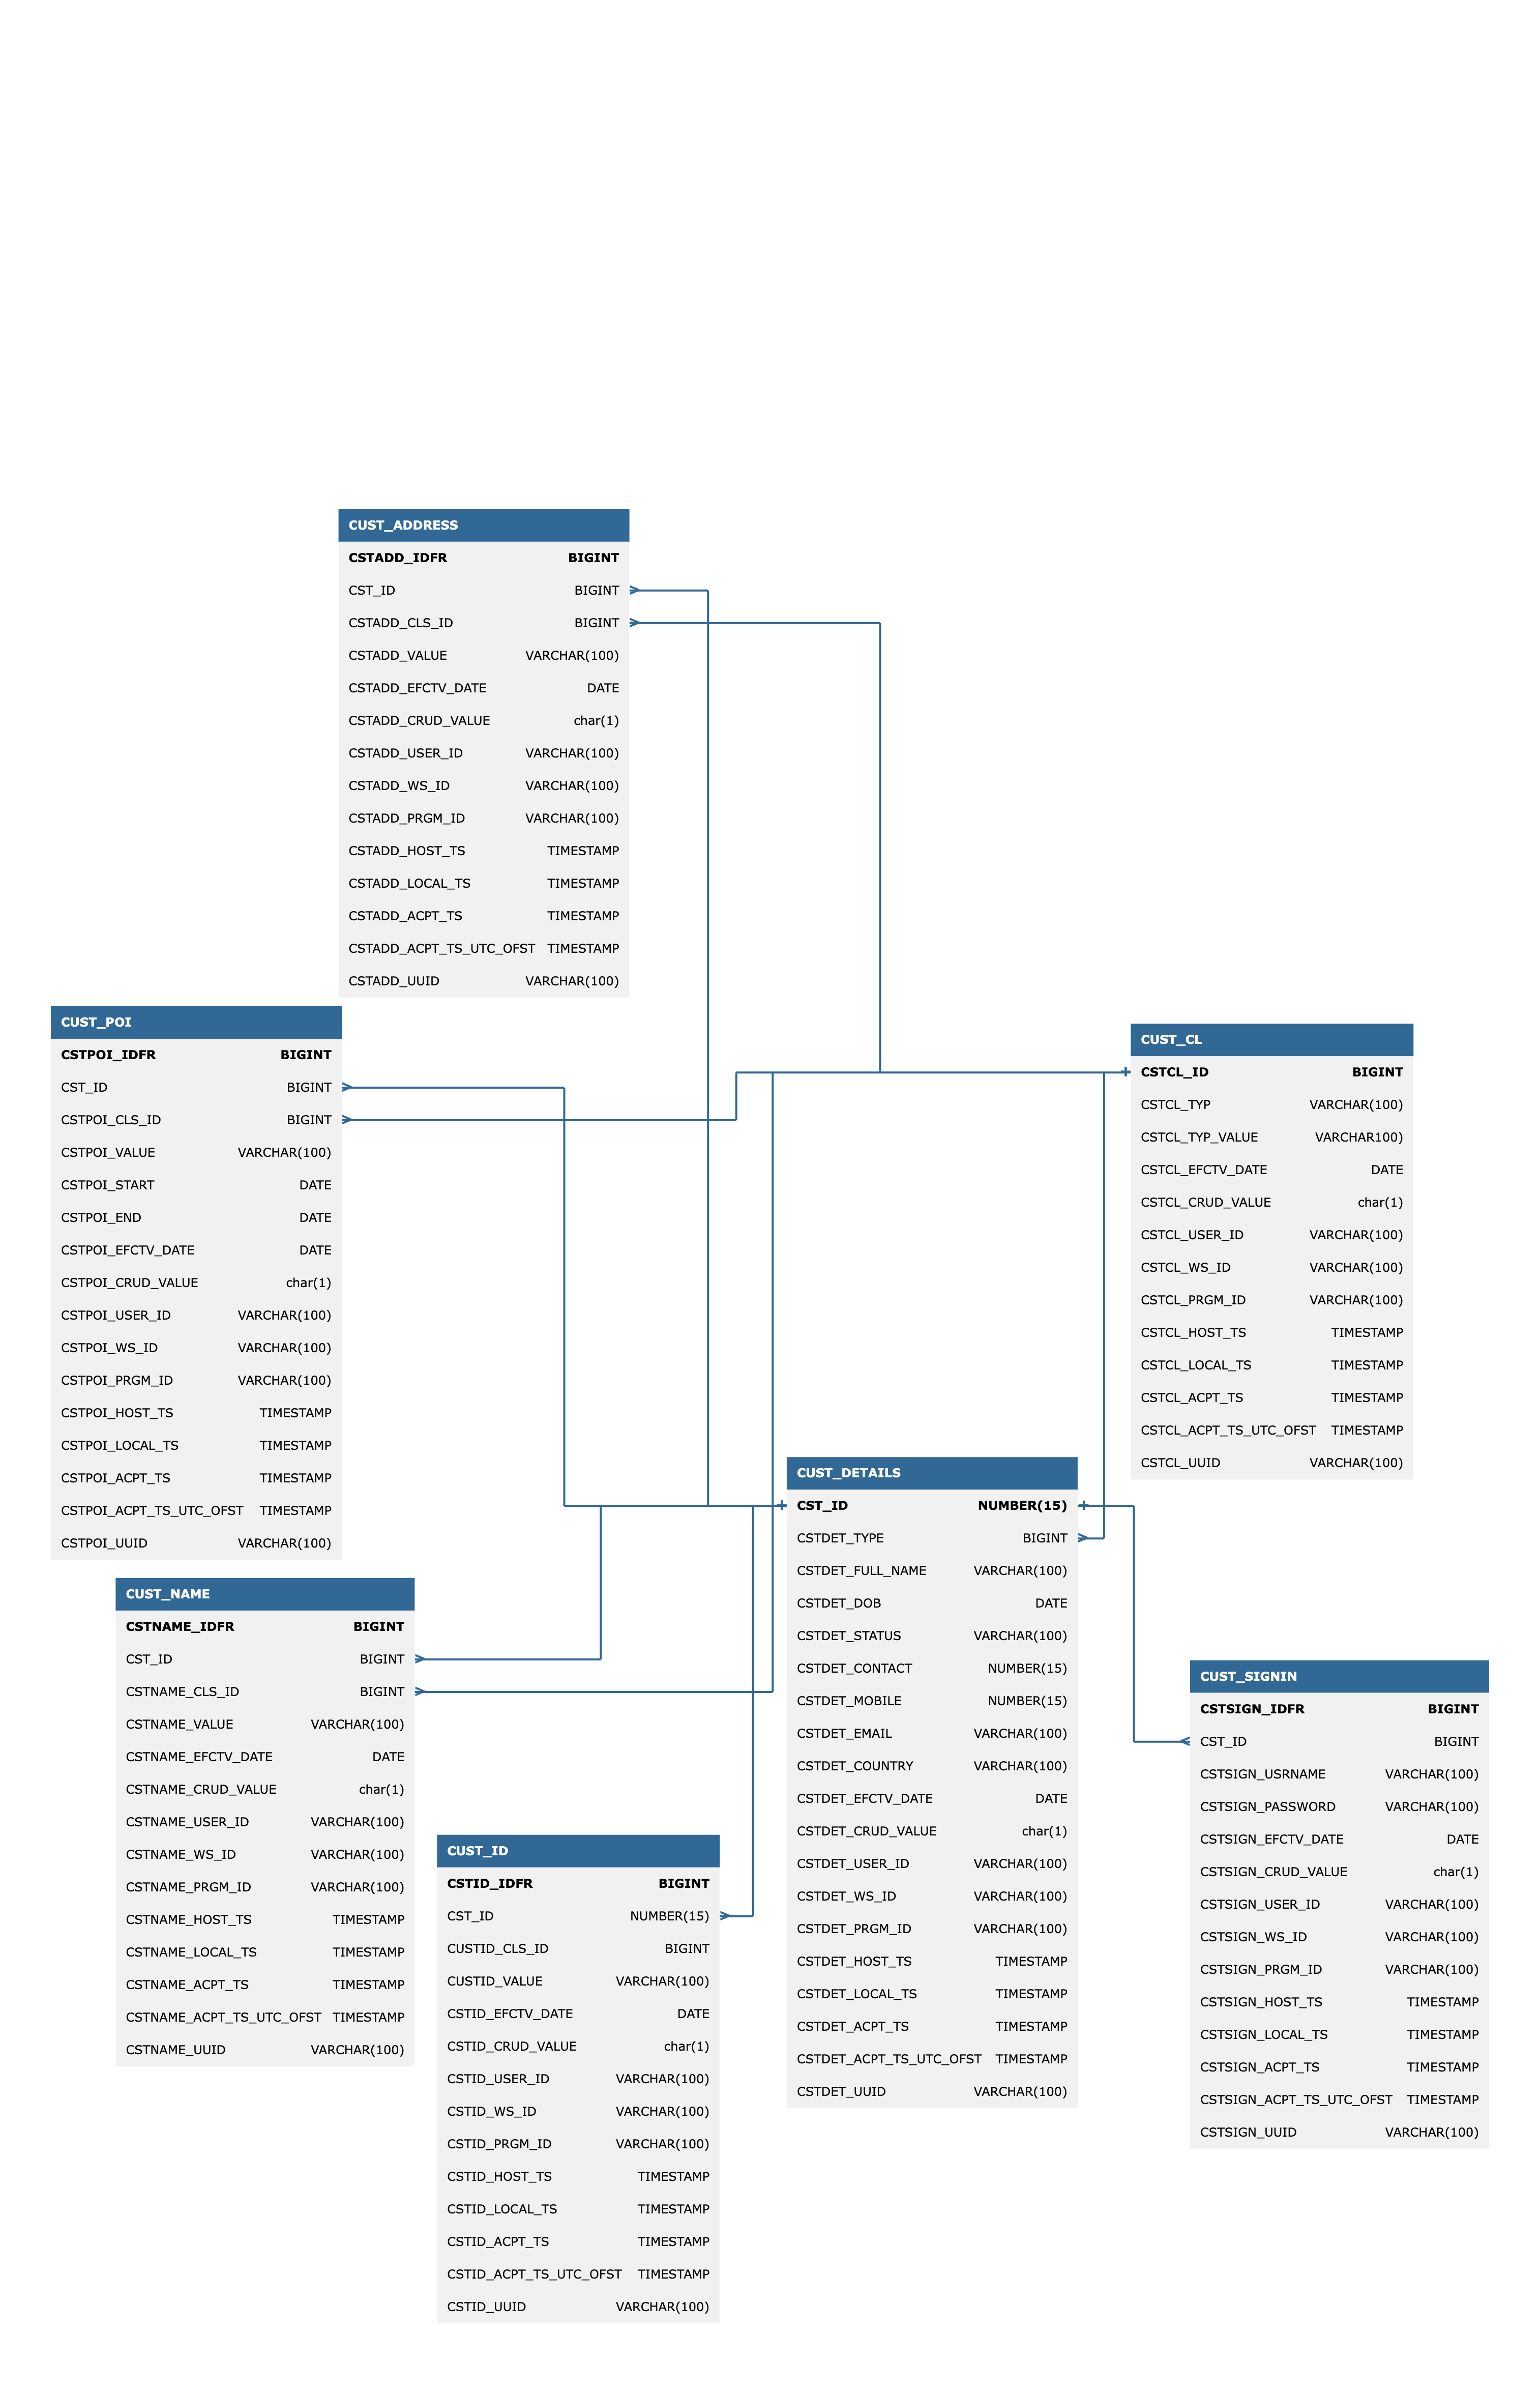 CUST_ADDRESS
CSTADD_IDFR BIGINT
CST_ID BIGINT
CSTADD_CLS_ID BIGINT
CSTADD_VALUE VARCHAR(100)
CSTADD_EFCTV_DATE DATE
CSTADD_CRUD_VALUE char(1)
CSTADD_USER_ID VARCHAR(100)
CSTADD_WS_ID VARCHAR(100)
CSTADD_PRGM_ID VARCHAR(100)
CSTADD_HOST_TS TIMESTAMP
CSTADD_LOCAL_TS TIMESTAMP
CSTADD_ACPT_TS TIMESTAMP
CSTADD_ACPT_TS_UTC_OFST TIMESTAMP
CSTADD_UUID VARCHAR(100)
CUST_POI
CSTPOI_IDFR BIGINT
CST_ID BIGINT
CSTPOI_CLS_ID BIGINT
CSTPOI_VALUE VARCHAR(100)
CSTPOI_START DATE
CSTPOI_END DATE
CSTPOI_EFCTV_DATE DATE
CSTPOI_CRUD_VALUE char(1)
CSTPOI_USER_ID VARCHAR(100)
CSTPOI_WS_ID VARCHAR(100)
CSTPOI_PRGM_ID VARCHAR(100)
CSTPOI_HOST_TS TIMESTAMP
CSTPOI_LOCAL_TS TIMESTAMP
CSTPOI_ACPT_TS TIMESTAMP
CSTPOI_ACPT_TS_UTC_OFST TIMESTAMP
CSTPOI_UUID VARCHAR(100)
CUST_CL
CSTCL_ID BIGINT
CSTCL_TYP VARCHAR(100)
CSTCL_TYP_VALUE VARCHAR100)
CSTCL_EFCTV_DATE DATE
CSTCL_CRUD_VALUE char(1)
CSTCL_USER_ID VARCHAR(100)
CSTCL_WS_ID VARCHAR(100)
CSTCL_PRGM_ID VARCHAR(100)
CSTCL_HOST_TS TIMESTAMP
CSTCL_LOCAL_TS TIMESTAMP
CSTCL_ACPT_TS TIMESTAMP
CSTCL_ACPT_TS_UTC_OFST TIMESTAMP
CSTCL_UUID VARCHAR(100)
CUST_DETAILS
CST_ID NUMBER(15)
CSTDET_TYPE BIGINT
CSTDET_FULL_NAME VARCHAR(100)
CSTDET_DOB DATE
CSTDET_STATUS VARCHAR(100)
CSTDET_CONTACT NUMBER(15)
CSTDET_MOBILE NUMBER(15)
CSTDET_EMAIL VARCHAR(100)
CSTDET_COUNTRY VARCHAR(100)
CSTDET_EFCTV_DATE DATE
CSTDET_CRUD_VALUE char(1)
CSTDET_USER_ID VARCHAR(100)
CSTDET_WS_ID VARCHAR(100)
CSTDET_PRGM_ID VARCHAR(100)
CSTDET_HOST_TS TIMESTAMP
CSTDET_LOCAL_TS TIMESTAMP
CSTDET_ACPT_TS TIMESTAMP
CSTDET_ACPT_TS_UTC_OFST TIMESTAMP
CSTDET_UUID VARCHAR(100)
CUST_NAME
CSTNAME_IDFR BIGINT
CST_ID BIGINT
CSTNAME_CLS_ID BIGINT
CSTNAME_VALUE VARCHAR(100)
CSTNAME_EFCTV_DATE DATE
CSTNAME_CRUD_VALUE char(1)
CSTNAME_USER_ID VARCHAR(100)
CSTNAME_WS_ID VARCHAR(100)
CSTNAME_PRGM_ID VARCHAR(100)
CSTNAME_HOST_TS TIMESTAMP
CSTNAME_LOCAL_TS TIMESTAMP
CSTNAME_ACPT_TS TIMESTAMP
CSTNAME_ACPT_TS_UTC_OFST TIMESTAMP
CSTNAME_UUID VARCHAR(100)
CUST_SIGNIN
CSTSIGN_IDFR BIGINT
CST_ID BIGINT
CSTSIGN_USRNAME VARCHAR(100)
CSTSIGN_PASSWORD VARCHAR(100)
CSTSIGN_EFCTV_DATE DATE
CSTSIGN_CRUD_VALUE char(1)
CSTSIGN_USER_ID VARCHAR(100)
CSTSIGN_WS_ID VARCHAR(100)
CSTSIGN_PRGM_ID VARCHAR(100)
CSTSIGN_HOST_TS TIMESTAMP
CSTSIGN_LOCAL_TS TIMESTAMP
CSTSIGN_ACPT_TS TIMESTAMP
CSTSIGN_ACPT_TS_UTC_OFST TIMESTAMP
CSTSIGN_UUID VARCHAR(100)
CUST_ID
CSTID_IDFR BIGINT
CST_ID NUMBER(15)
CUSTID_CLS_ID BIGINT
CUSTID_VALUE VARCHAR(100)
CSTID_EFCTV_DATE DATE
CSTID_CRUD_VALUE char(1)
CSTID_USER_ID VARCHAR(100)
CSTID_WS_ID VARCHAR(100)
CSTID_PRGM_ID VARCHAR(100)
CSTID_HOST_TS TIMESTAMP
CSTID_LOCAL_TS TIMESTAMP
CSTID_ACPT_TS TIMESTAMP
CSTID_ACPT_TS_UTC_OFST TIMESTAMP
CSTID_UUID VARCHAR(100)